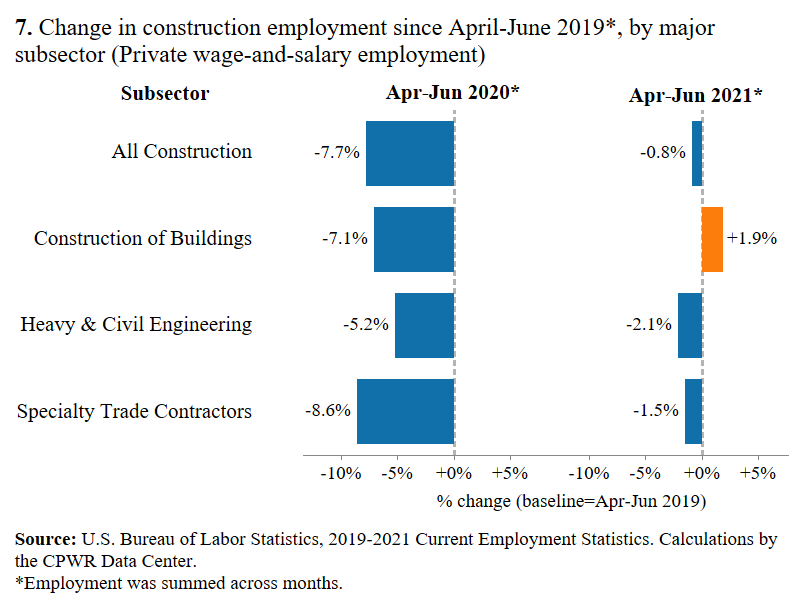 7. Change in construction employment since April-June 2019*, by major
subsector (Private wage-and-salary employment)
Subsector Apr-Jun 2020* Apr-Jun 2021*
All Construction -7.7% -0.8%
Construction of Buildings -7.1% +1.9%
Heavy & Civil Engineering -5.2% -2.1%
Specialty Trade Contractors -8.6% -1.5%
-10% -5% +0% +5% -10% -5% +0% +5%
% change (baseline=Apr-Jun 2019)
Source: U.S. Bureau of Labor Statistics, 2019-2021 Current Employment Statistics. Calculations by
the CPWR Data Center.
*Employment was summed across months.